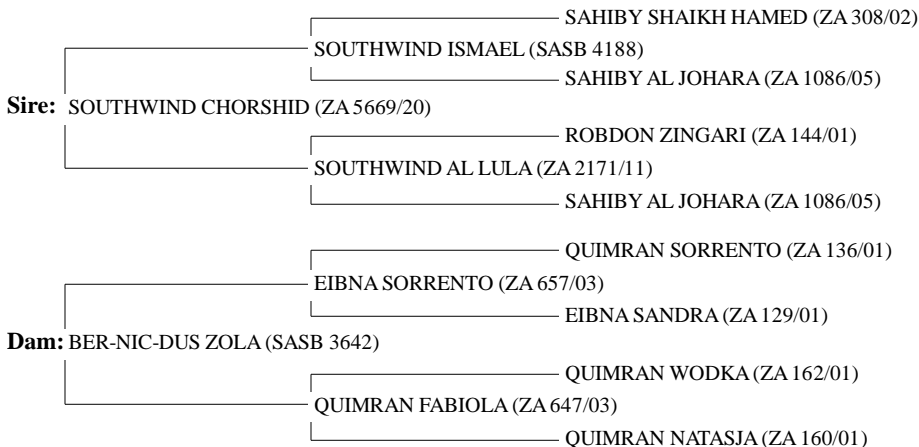 SAHIBY SHAIKH HAMED (ZA 308/02)
SOUTHWIND ISMAEL (SASB 4188)
SAHIBY AL JOHARA (ZA 1086/05)
Sire: SOUTHWIND CHORSHID (ZA 5669/20)
ROBDON ZINGARI (ZA 144/01)
SOUTHWIND AL LULA (ZA 2171/11)
SAHIBY AL JOHARA (ZA 1086/05)
QUIMRAN SORRENTO (ZA 136/01)
EIBNA SORRENTO (ZA 657/03)
EIBNA SANDRA (ZA 129/01)
Dam: BER-NIC-DUS ZOLA (SASB 3642)
QUIMRAN WODKA (ZA 162/01)
QUIMRAN FABIOLA (ZA 647/03)
QUIMRAN NATASJA (ZA 160/01)